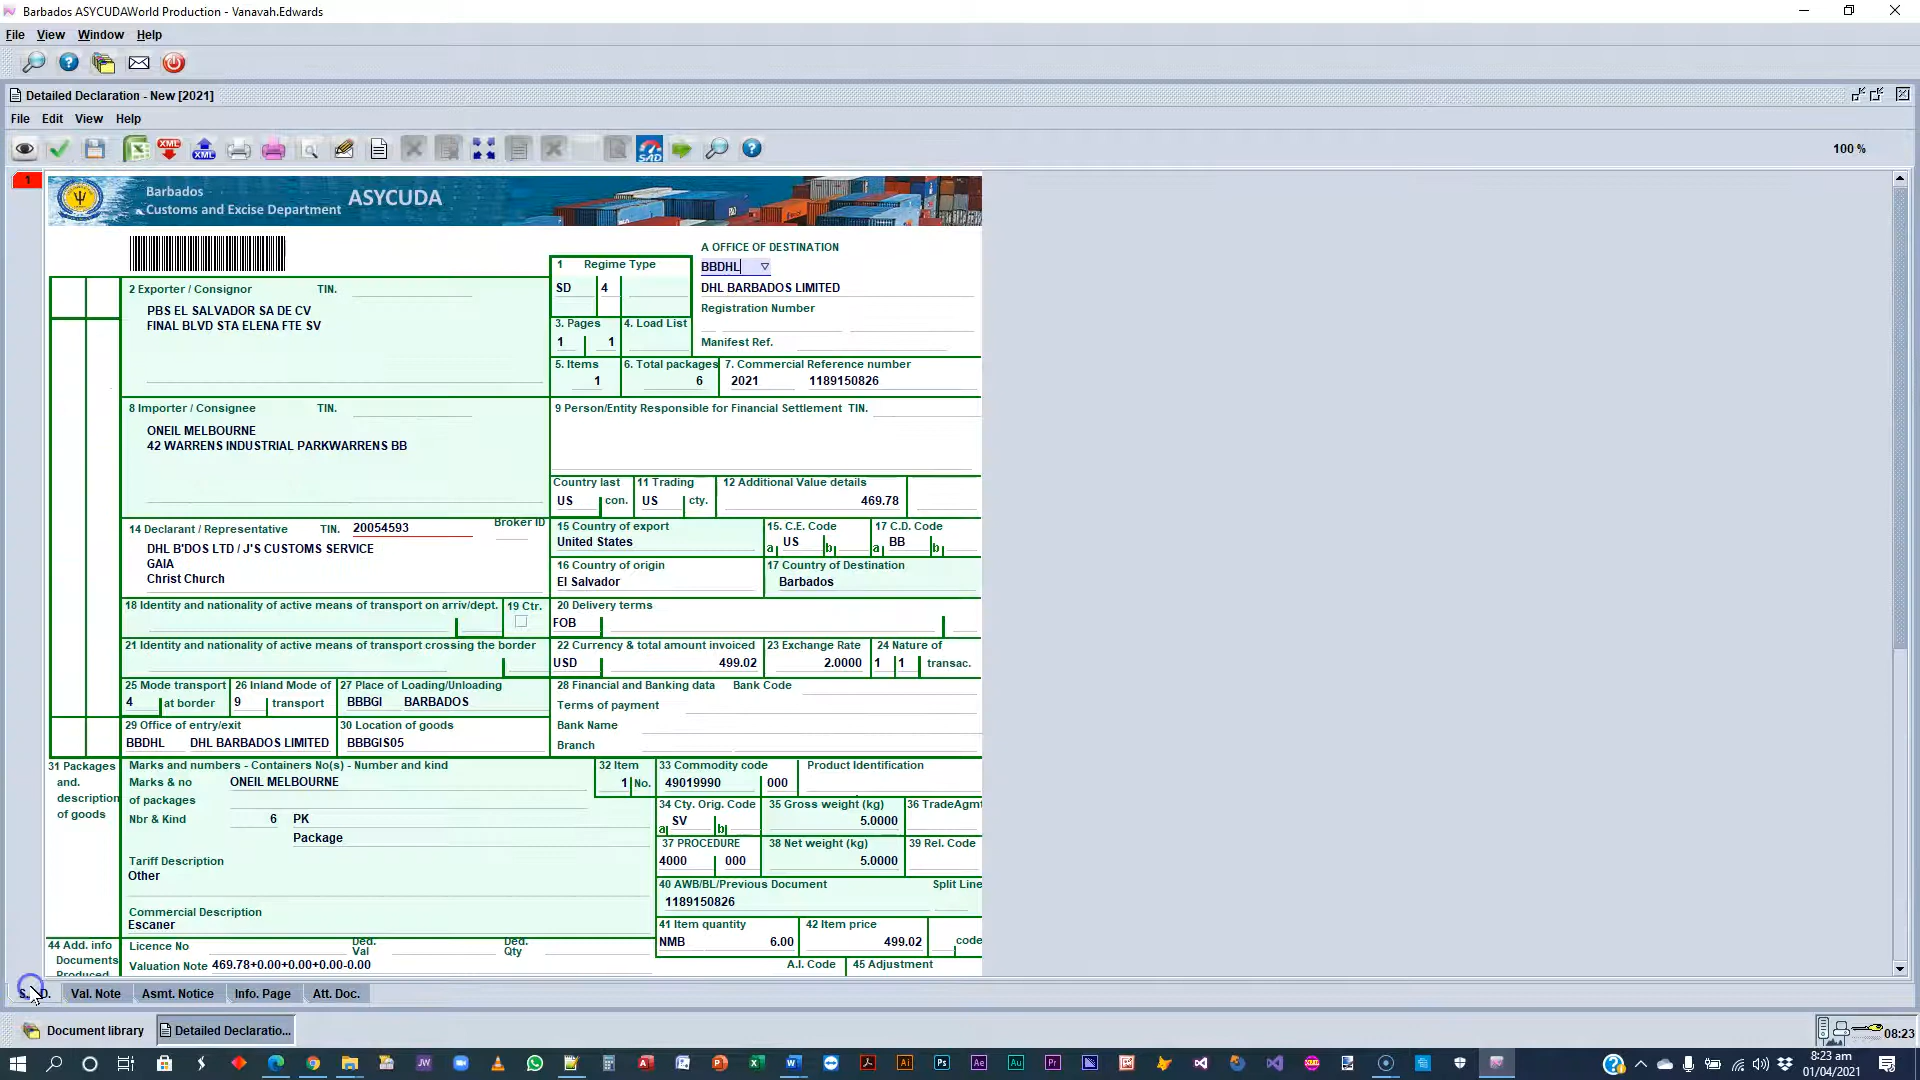 Barbados ASYCUDAWorld Production - Vanavah.Edwards
File View Window Help
Detailed Declaration - New [2021]
File Edit View Help
XML XML SAD 100 %
1
Barbados
Customs and Excise Department ASYCUDA
A OFFICE OF DESTINATION
1 Regime Type BBDHL
SD 4 DHL BARBADOS LIMITED
2 Exporter / Consignor TIN.
PBS EL SALVADOR SA DE CV
FINAL BLVD STA ELENA FTE SV
Registration Number
3. Pages 4. Load List
1 1 Manifest Ref.
5. Items 6. Total packages 7. Commercial Reference number
1 6 2021 1189150826
8 Importer / Consignee TIN.
ONEIL MELBOURNE
42 WARRENS INDUSTRIAL PARKWARRENS BB
9 Person/Entity Responsible for Financial Settlement TIN.
Country last 11 Trading 12 Additional Value details
US con. US cty. 469.78
14 Declarant / Representative TIN. 20054593 Broker ID
DHL B'DOS LTD / J'S CUSTOMS SERVICE
GAIA
Christ Church
15 Country of export 15. C.E. Code 17 C.D. Code
United States a US b a BB b
16 Country of origin 17 Country of Destination
El Salvador Barbados
18 Identity and nationality of active means of transport on arriv/dept. 19 Ctr. 20 Delivery terms
FOB
21 Identity and nationality of active means of transport crossing the border 22 Currency & total amount invoiced 23 Exchange Rate 24 Nature of
USD 499.02 2.0000 1 1 transac.
25 Mode transport 26 Inland Mode of 27 Place of Loading/Unloading 28 Financial and Banking data Bank Code
4 at border 9 transport BBBGI BARBADOS Terms of payment
29 Office of entry/exit 30 Location of goods Bank Name
BBDHL DHL BARBADOS LIMITED BBBGIS05 Branch
31 Packages and. description of goods
Marks and numbers - Containers No(s) - Number and kind 32 Item 33 Commodity code Product Identification
Marks & no ONEIL MELBOURNE 1 No. 49019990 000
of packages
34 Cty. Orig. Code 35 Gross weight (kg) 36 TradeAgmt
Nbr & Kind 6 PK a SV b 5.0000
Package
37 PROCEDURE 38 Net weight (kg) 39 Rel. Code
4000 000 5.0000
Tariff Description
Other
40 AWB/BL/Previous Document Split Line
1189150826
Commercial Description
Escaner
41 Item quantity 42 Item price
NMB 6.00 499.02 code
44 Add. info Licence No Ded. Val Ded. Qty
Documents Valuation Note 469.78+0.00+0.00+0.00-0.00 A.I. Code 45 Adjustment
Produced
Val. Note Asmt. Notice Info. Page Att. Doc.
Document library Detailed Declaratio... 08:23
8:23 am
01/04/2021